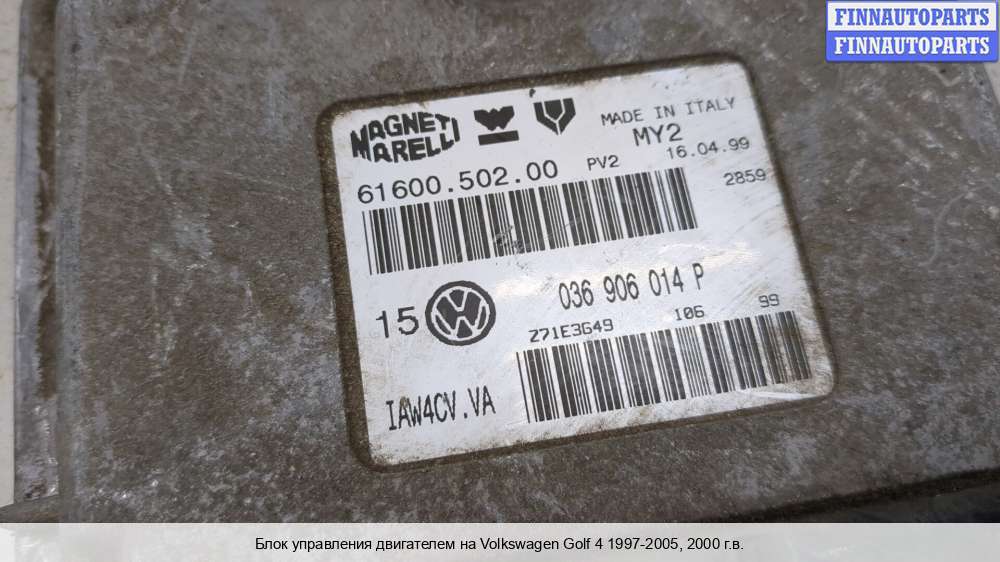 FINNAUTOPARTS
FINNAUTOPARTS
MAGNETI MARELLI
MADE IN ITALY
MY2
61600.502.00 PV2 16.04.99
2859
15 VW 036 906 014 P
Z71E3G49 106 99
IAW4CV.VA
Блок управления двигателем на Volkswagen Golf 4 1997-2005, 2000 г.в.